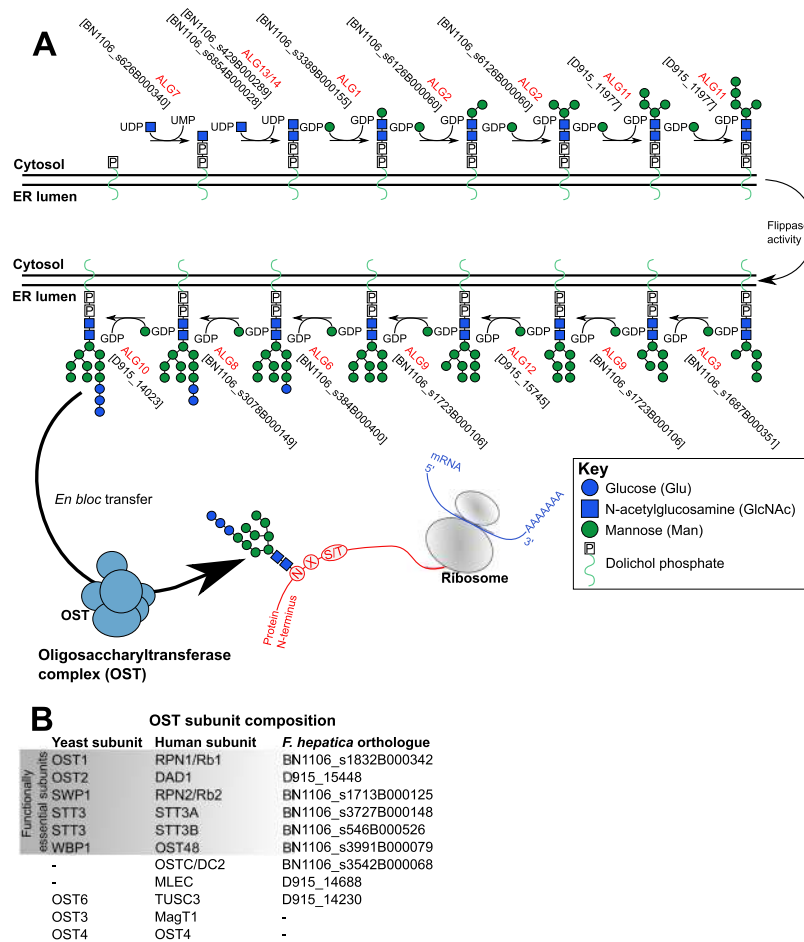 A
[BN1106_s626B000340]
ALG7
[BN1106_s429B000289]
[BN1106_s6854B000028]
ALG13/14
[BN1106_s3389B000155]
ALG1
[BN1106_s6126B000060]
ALG2
[BN1106_s6126B000060]
ALG2
[D915_11977]
ALG11
[D915_11977]
ALG11
UDP UMP UDP UDP GDP GDP GDP GDP GDP GDP GDP GDP GDP GDP
P P P P P P P P P P P P P P P
Cytosol
ER lumen
Flippase
activity
Cytosol
ER lumen
P P P P P P P P
P P P P P P P P
GDP GDP GDP GDP GDP GDP GDP
GDP GDP GDP GDP GDP GDP GDP
ALG10
[D915_14023]
ALG8
[BN1106_s3078B000149]
ALG6
[BN1106_s384B000400]
ALG9
[BN1106_s1723B000106]
ALG12
[D915_15745]
ALG9
[BN1106_s1723B000106]
ALG3
[BN1106_s1687B000351]
En bloc transfer
OST
Oligosaccharyltransferase
complex (OST)
N X S/T
Protein
N-terminus
mRNA
5'
3'
AAAAAAA
Ribosome
Key
Glucose (Glu)
N-acetylglucosamine (GlcNAc)
Mannose (Man)
P
Dolichol phosphate
B
OST subunit composition
Yeast subunit Human subunit F. hepatica orthologue
Functionally
essential subunits
OST1 RPN1/Rb1 BN1106_s1832B000342
OST2 DAD1 D915_15448
SWP1 RPN2/Rb2 BN1106_s1713B000125
STT3 STT3A BN1106_s3727B000148
STT3 STT3B BN1106_s546B000526
WBP1 OST48 BN1106_s3991B000079
- OSTC/DC2 BN1106_s3542B000068
- MLEC D915_14688
OST6 TUSC3 D915_14230
OST3 MagT1 -
OST4 OST4 -